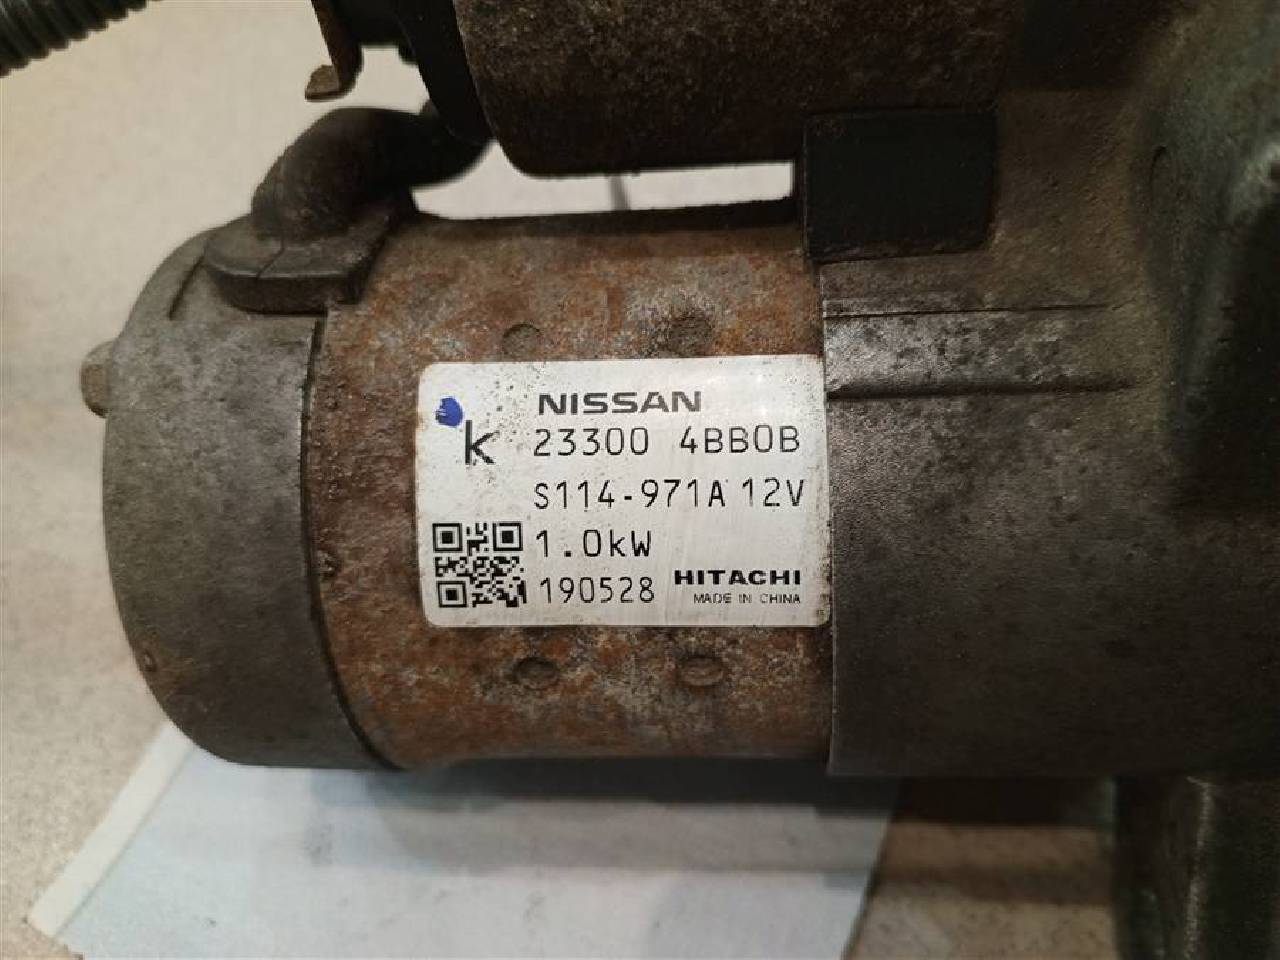 NISSAN
k 23300 4BB0B
S114-971A 12V
1.0kW
190528 HITACHI
MADE IN CHINA